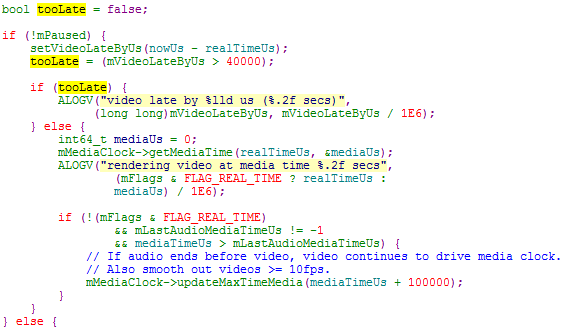 bool tooLate = false;
if (!mPaused) {
setVideoLateByUs(nowUs - realTimeUs);
tooLate = (mVideoLateByUs > 40000);
if (tooLate) {
ALOGV("video late by %lld us (%.2f secs)",
(long long)mVideoLateByUs, mVideoLateByUs / 1E6);
} else {
int64_t mediaUs = 0;
mMediaClock->getMediaTime(realTimeUs, &mediaUs);
ALOGV("rendering video at media time %.2f secs",
(mFlags & FLAG_REAL_TIME ? realTimeUs :
mediaUs) / 1E6);
if (!(mFlags & FLAG_REAL_TIME)
&& mLastAudioMediaTimeUs != -1
&& mediaTimeUs > mLastAudioMediaTimeUs) {
// If audio ends before video, video continues to drive media clock.
// Also smooth out videos >= 10fps.
mMediaClock->updateMaxTimeMedia(mediaTimeUs + 100000);
}
}
} else {